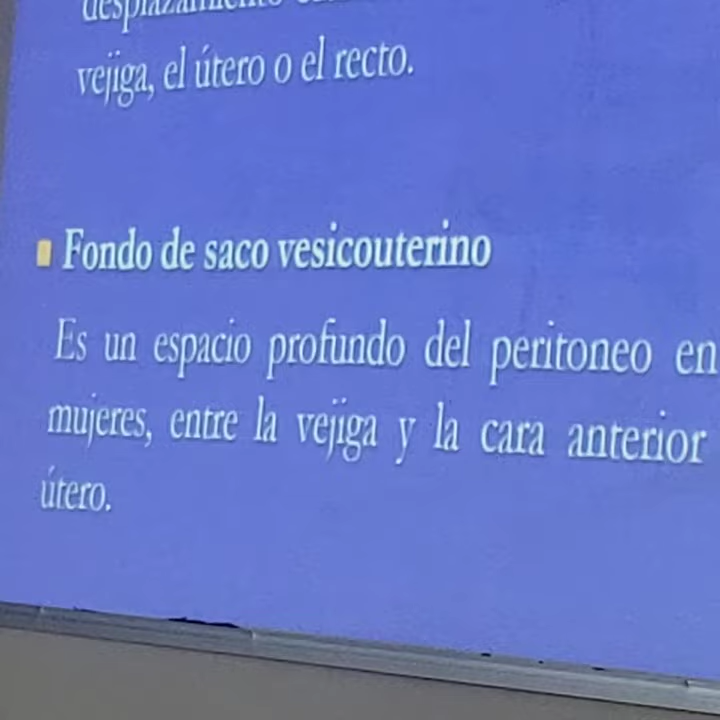 desplazamiento
vejiga, el útero o el recto.
Fondo de saco vesicouterino
Es un espacio profundo del peritoneo en
mujeres, entre la vejiga y la cara anterior
útero.